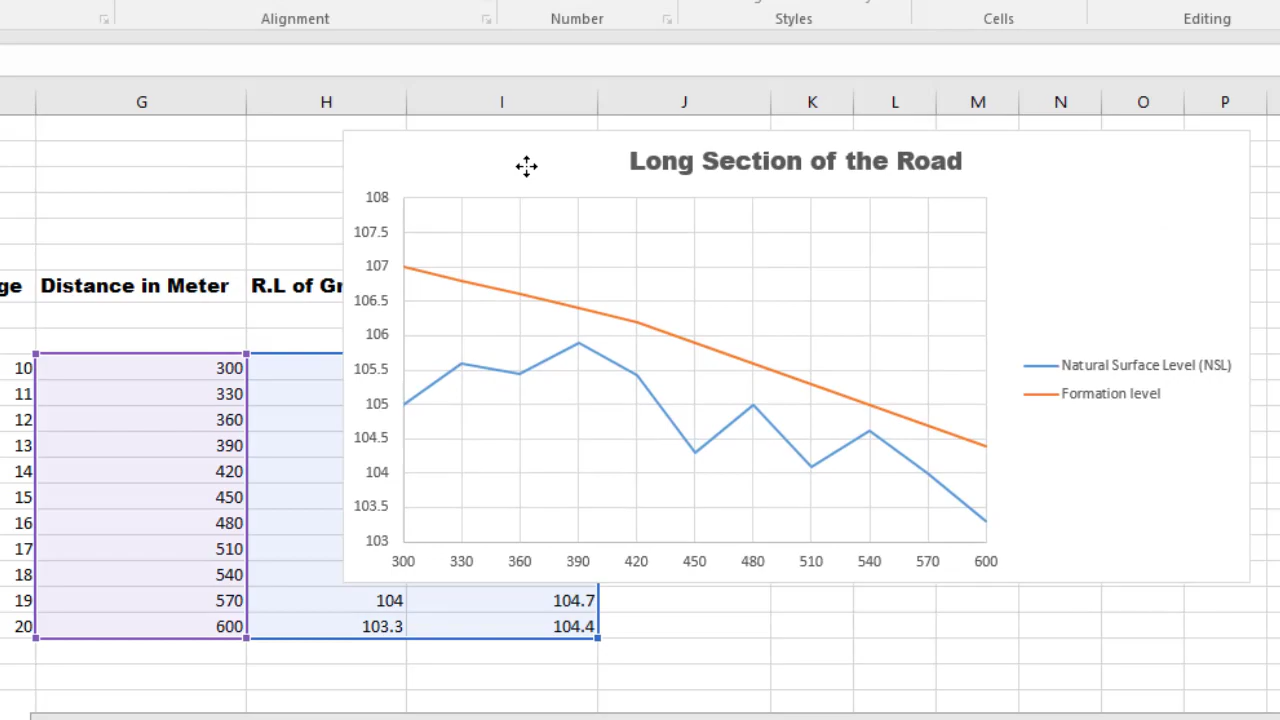 Alignment Number Styles Cells Editing
G H I J K L M N O P
Long Section of the Road
108
107.5
107
106.5
106
105.5
105
104.5
104
103.5
103
300 330 360 390 420 450 480 510 540 570 600
Natural Surface Level (NSL)
Formation level
ge Distance in Meter R.L of Gr
10 300
11 330
12 360
13 390
14 420
15 450
16 480
17 510
18 540
19 570 104 104.7
20 600 103.3 104.4